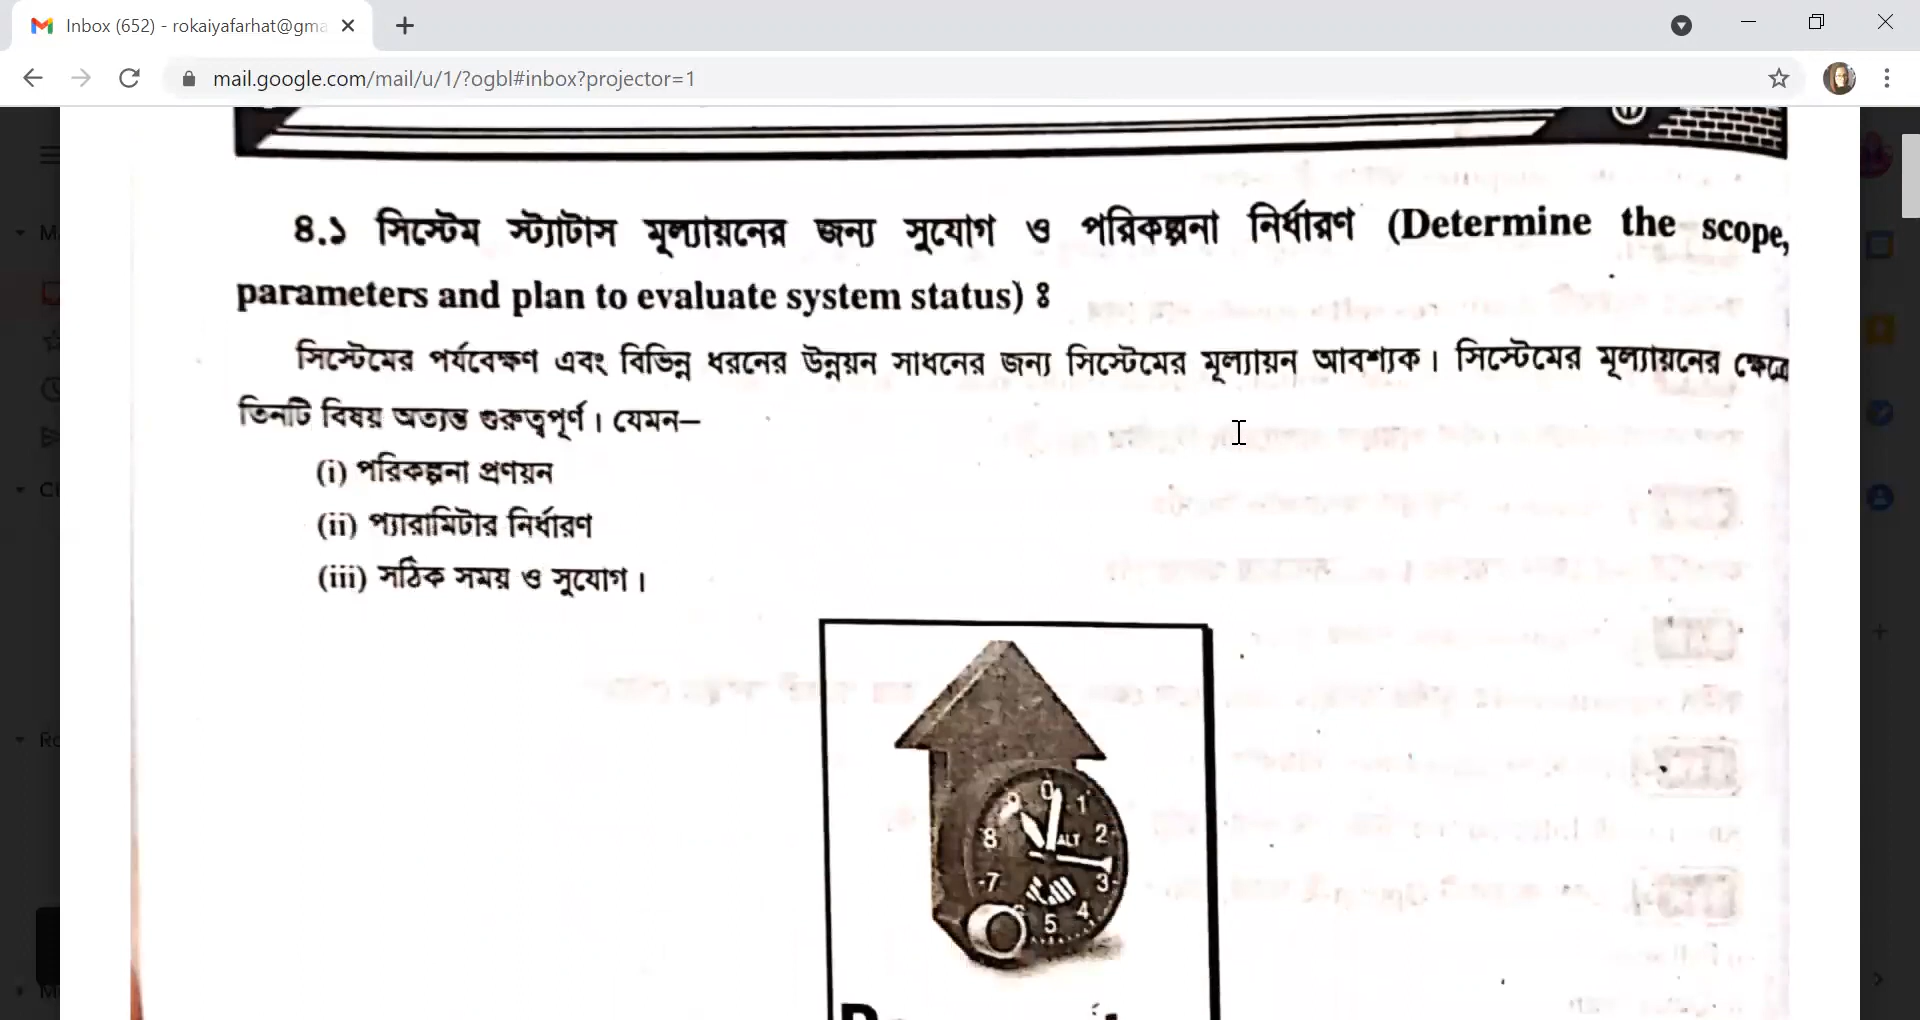 Inbox (652) - rokaiyafarhat@gma
mail.google.com/mail/u/1/?ogbl#inbox?projector=1
৪.১ সিস্টেম স্ট্যাটাস মূল্যায়নের জন্য সুযোগ ও পরিকল্পনা নির্ধারণ (Determine the scope,
parameters and plan to evaluate system status) ঃ
সিস্টেমের পর্যবেক্ষণ এবং বিভিন্ন ধরনের উন্নয়ন সাধনের জন্য সিস্টেমের মূল্যায়ন আবশ্যক। সিস্টেমের মূল্যায়নের ক্ষেত্রে
তিনটি বিষয় অত্যন্ত গুরুত্বপূর্ণ। যেমন–
(i) পরিকল্পনা প্রণয়ন
(ii) প্যারামিটার নির্ধারণ
(iii) সঠিক সময় ও সুযোগ।
0
9 1
8 ALT 2
7 3
5 4